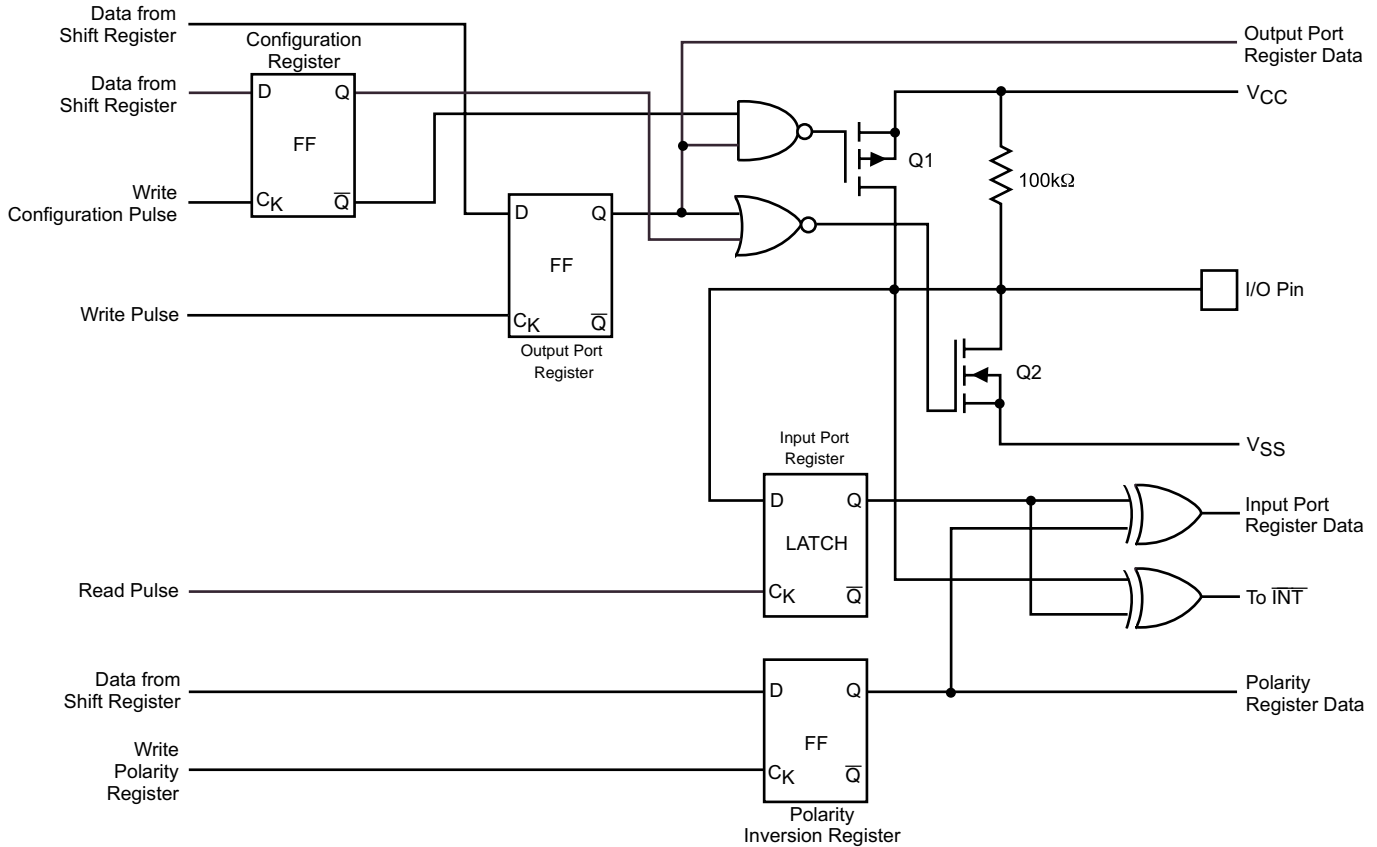 Data from
Shift Register
Configuration
Register
Output Port
Register Data
Data from
Shift Register
D
Q
VCC
FF
Q1
100kΩ
Write
Configuration Pulse
CK
Q̅
D
Q
FF
I/O Pin
Write Pulse
CK
Q̅
Output Port
Register
Q2
VSS
Input Port
Register
D
Q
Input Port
Register Data
LATCH
Read Pulse
CK
Q̅
To I̅N̅T̅
Data from
Shift Register
D
Q
Polarity
Register Data
FF
Write
Polarity
Register
CK
Q̅
Polarity
Inversion Register